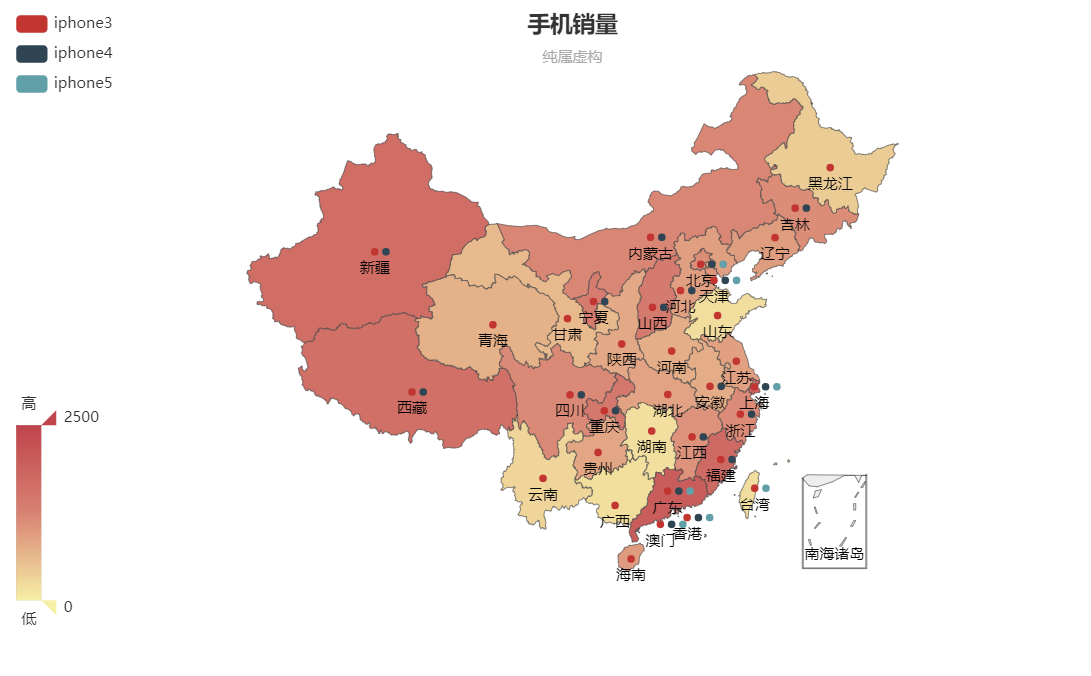 手机销量
纯属虚构
iphone3
iphone4
iphone5
黑龙江
吉林
内蒙古
辽宁
新疆
北京
天津
河北
宁夏
山西
山东
青海
甘肃
陕西
河南
江苏
西藏
四川
湖北
安徽
上海
重庆
浙江
湖南
江西
贵州
福建
云南
广东
台湾
广西
香港
澳门
南海诸岛
海南
高
2500
0
低